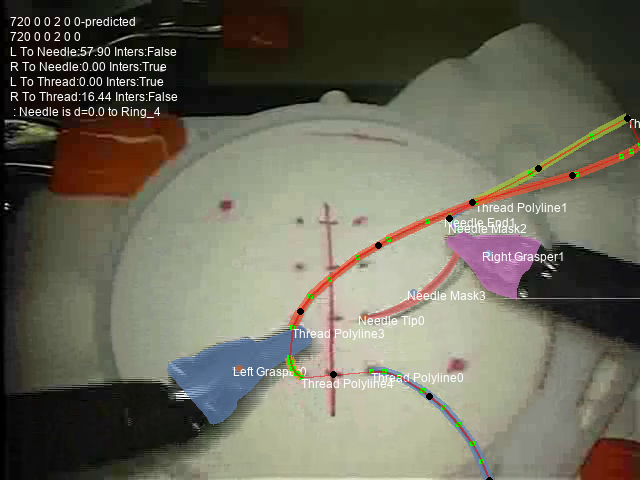 720 0 0 2 0 0-predicted
720 0 0 2 0 0
L To Needle:57.90 Inters:False
R To Needle:0.00 Inters:True
L To Thread:0.00 Inters:True
R To Thread:16.44 Inters:False
: Needle is d=0.0 to Ring_4
Th
Thread Polyline1
Needle End1
Needle Mask2
Right Grasper1
Needle Mask3
Needle Tip0
Thread Polyline3
Left Grasper0
Thread Polyline4
Thread Polyline0